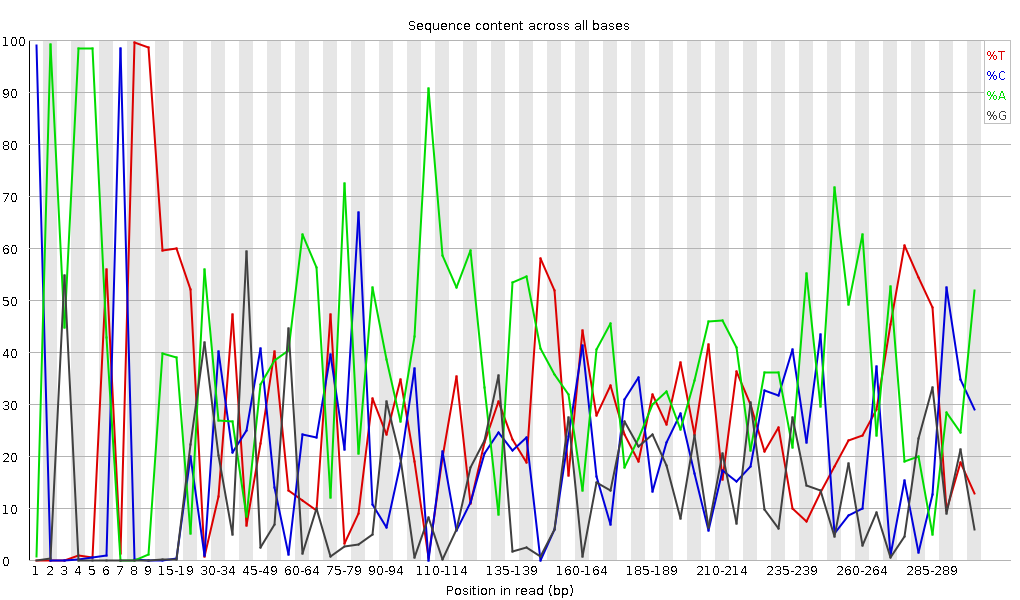 Sequence content across all bases
100
90
80
70
60
50
40
30
20
10
0
%T
%C
%A
%G
1 2 3 4 5 6 7 8 9 15-19 30-34 45-49 60-64 75-79 90-94 110-114 135-139 160-164 185-189 210-214 235-239 260-264 285-289
Position in read (bp)